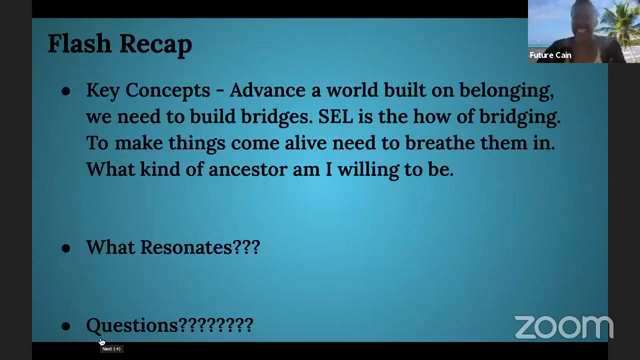 Flash Recap
Future Cain
● Key Concepts - Advance a world built on belonging,
we need to build bridges. SEL is the how of bridging.
To make things come alive need to breathe them in.
What kind of ancestor am I willing to be.
● What Resonates???
● Questions????????
Next (→)
zoom